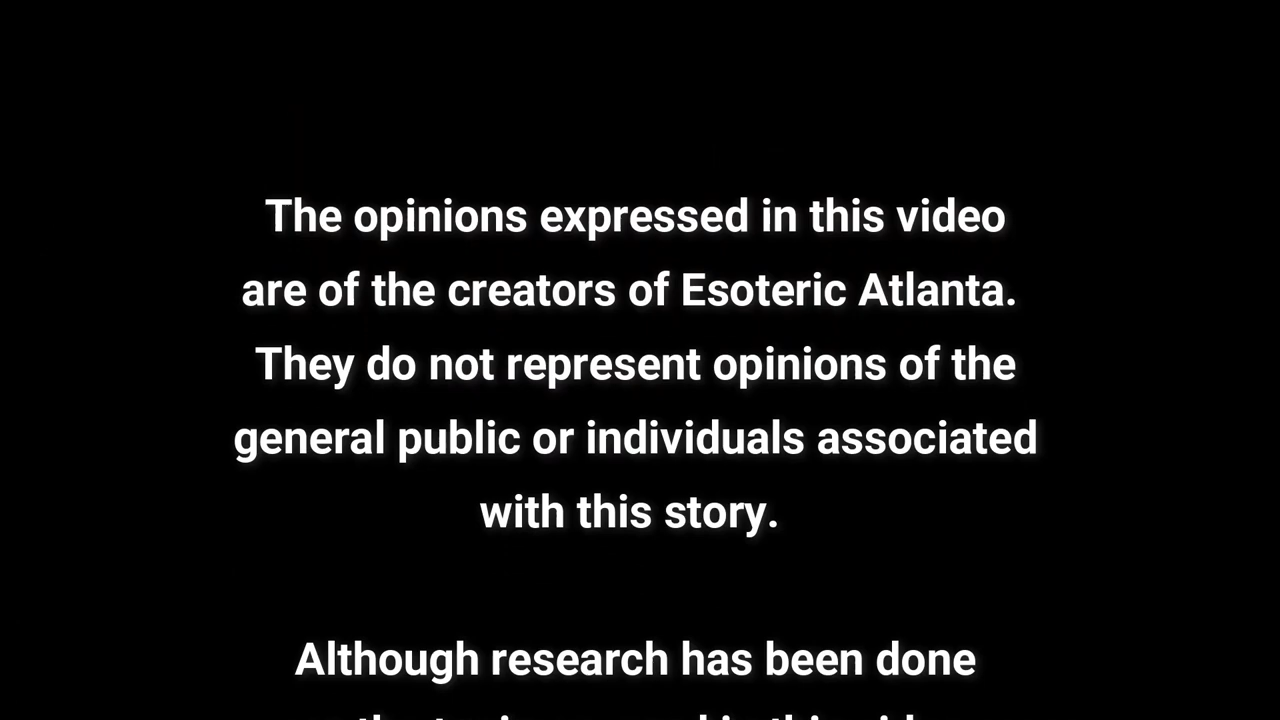 The opinions expressed in this video
are of the creators of Esoteric Atlanta.
They do not represent opinions of the
general public or individuals associated
with this story.
Although research has been done